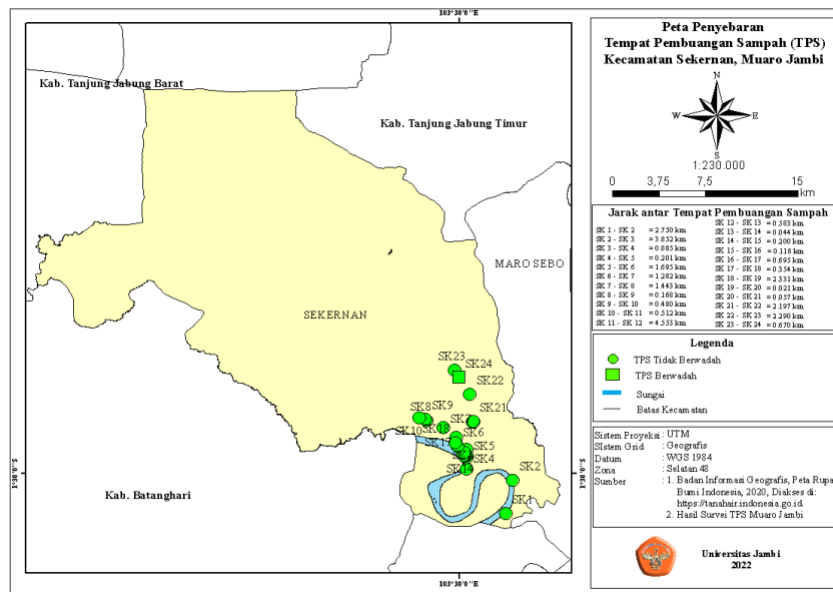 103°30'0"E
Kab. Tanjung Jabung Barat
Kab. Tanjung Jabung Timur
MARO SEBO
SEKERNAN
SK23
SK24
SK22
SK8
SK9
SK21
SK10
SK18
SK6
SK5
SK4
SK2
SK1
Kab. Batanghari
1°30'0"S
1°30'0"S
103°30'0"E
Peta Penyebaran
Tempat Pembuangan Sampah (TPS)
Kecamatan Sekernan, Muaro Jambi
N
W E
S
1:230.000
0 3,75 7,5 15
km
Jarak antar Tempat Pembuangan Sampah
SK 1 - SK 2 = 2.750 km
SK 2 - SK 3 = 3.852 km
SK 3 - SK 4 = 0.885 km
SK 4 - SK 5 = 0.201 km
SK 5 - SK 6 = 1.695 km
SK 6 - SK 7 = 1.282 km
SK 7 - SK 8 = 1.443 km
SK 8 - SK 9 = 0.168 km
SK 9 - SK 10 = 0.480 km
SK 10 - SK 11 = 0.512 km
SK 11 - SK 12 = 4.553 km
SK 12 - SK 13 = 0.583 km
SK 13 - SK 14 = 0.044 km
SK 14 - SK 15 = 0.200 km
SK 15 - SK 16 = 0.116 km
SK 16 - SK 17 = 0.695 km
SK 17 - SK 18 = 0.354 km
SK 18 - SK 19 = 2.331 km
SK 19 - SK 20 = 0.021 km
SK 20 - SK 21 = 0.057 km
SK 21 - SK 22 = 2.197 km
SK 22 - SK 23 = 2.290 km
SK 23 - SK 24 = 0.670 km
Legenda
TPS Tidak Berwadah
TPS Berwadah
Sungai
Batas Kecamatan
Sistem Proyeksi : UTM
SIstem Grid : Geografis
Datum : WGS 1984
Zona : Selatan 48
Sumber : 1. Badan Informasi Geografis, Peta Rupa
Bumi Indonesia, 2020, Diakses di:
https://tanahair.indonesia.go.id
2. Hasil Survei TPS Muaro Jambi
Universitas Jambi
2022